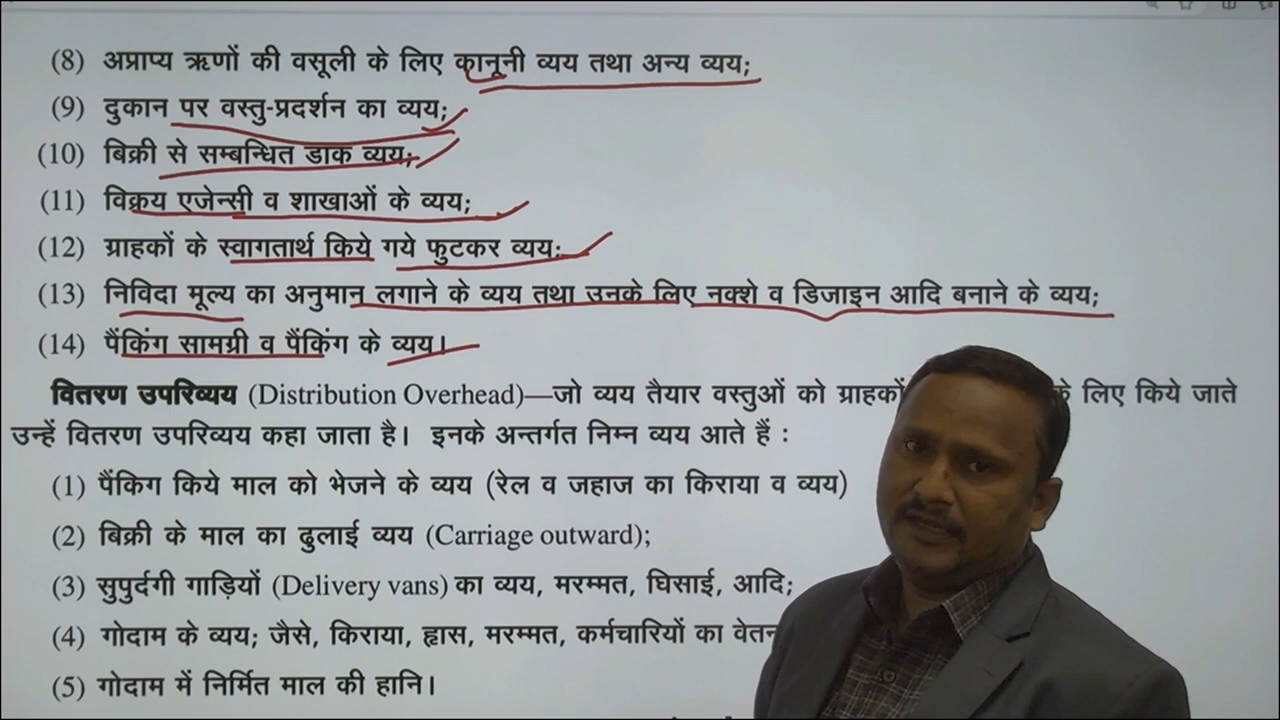 (8) अप्राप्य ऋणों की वसूली के लिए कानूनी व्यय तथा अन्य व्यय;
(9) दुकान पर वस्तु-प्रदर्शन का व्यय;
(10) बिक्री से सम्बन्धित डाक व्यय;
(11) विक्रय एजेन्सी व शाखाओं के व्यय;
(12) ग्राहकों के स्वागतार्थ किये गये फुटकर व्यय;
(13) निविदा मूल्य का अनुमान लगाने के व्यय तथा उनके लिए नक्शे व डिजाइन आदि बनाने के व्यय;
(14) पैंकिंग सामग्री व पैंकिंग के व्यय।
वितरण उपरिव्यय (Distribution Overhead)—जो व्यय तैयार वस्तुओं को ग्राहकों के लिए किये जाते
उन्हें वितरण उपरिव्यय कहा जाता है। इनके अन्तर्गत निम्न व्यय आते हैं :
(1) पैंकिंग किये माल को भेजने के व्यय (रेल व जहाज का किराया व व्यय)
(2) बिक्री के माल का ढुलाई व्यय (Carriage outward);
(3) सुपुर्दगी गाड़ियों (Delivery vans) का व्यय, मरम्मत, घिसाई, आदि;
(4) गोदाम के व्यय; जैसे, किराया, ह्रास, मरम्मत, कर्मचारियों का वेतन
(5) गोदाम में निर्मित माल की हानि।